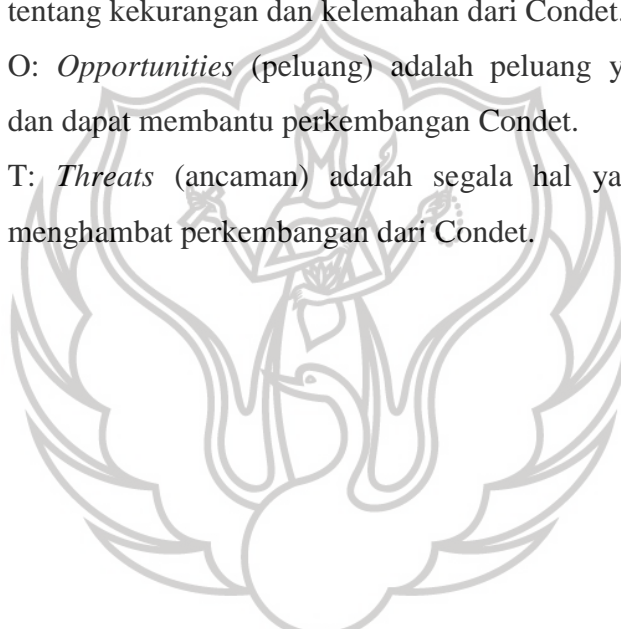 tentang kekurangan dan kelemahan dari Condet.
O: Opportunities (peluang) adalah peluang y
dan dapat membantu perkembangan Condet.
T: Threats (ancaman) adalah segala hal ya
menghambat perkembangan dari Condet.